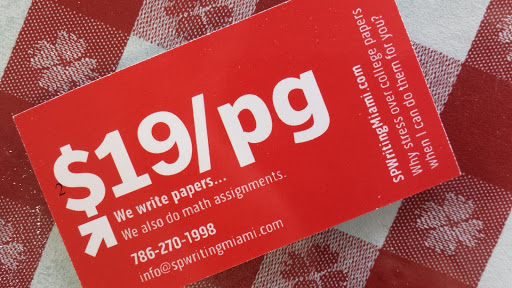 $19/pg
We write papers...
We also do math assignments.
786-270-1998
info@spwritingmiami.com
SPWritingMiami.com
Why stress over college papers
when I can do them for you?
2